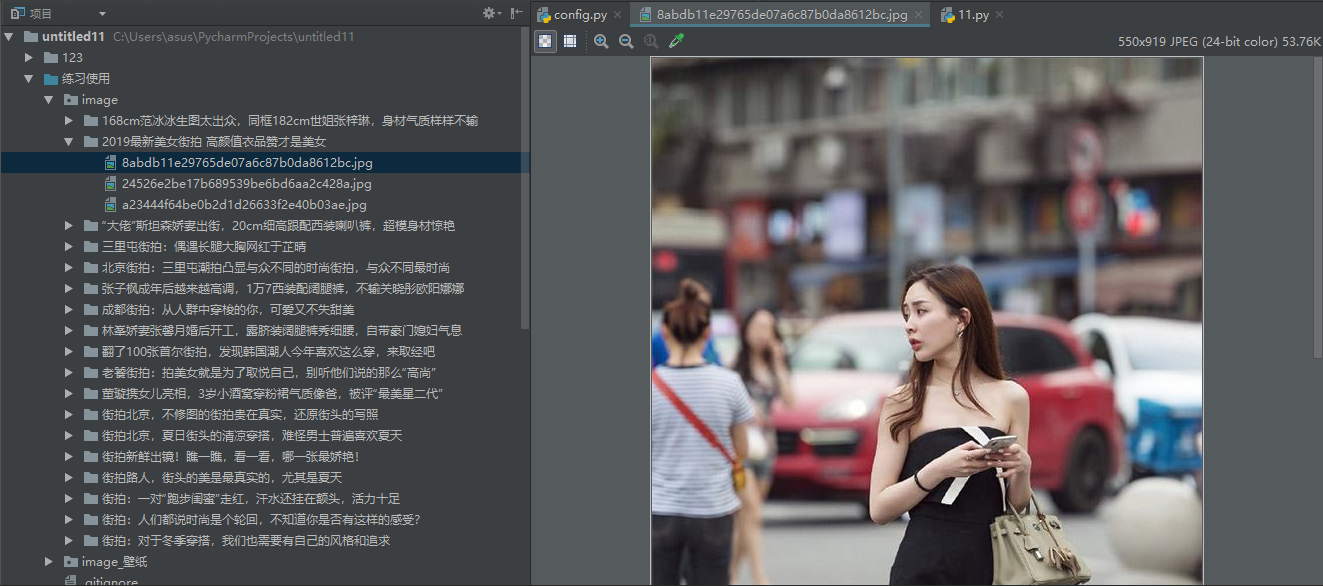 项目
untitled11 C:\Users\asus\PycharmProjects\untitled11
123
练习使用
image
168cm范冰冰生图太出众，同框182cm世姐张梓琳，身材气质样样不输
2019最新美女街拍 高颜值衣品赞才是美女
8abdb11e29765de07a6c87b0da8612bc.jpg
24526e2be17b689539be6bd6aa2c428a.jpg
a23444f64be0b2d1d26633f2e40b03ae.jpg
“大佬”斯坦森娇妻出街，20cm细高跟配西装喇叭裤，超模身材惊艳
三里屯街拍：偶遇长腿大胸网红于芷晴
北京街拍：三里屯潮拍凸显与众不同的时尚街拍，与众不同最时尚
张子枫成年后越来越高调，1万7西装配阔腿裤，不输关晓彤欧阳娜娜
成都街拍：从人群中穿梭的你，可爱又不失甜美
林峯娇妻张馨月婚后开工，露脐装阔腿裤秀细腰，自带豪门媳妇气息
翻了100张首尔街拍，发现韩国潮人今年喜欢这么穿，来取经吧
老饕街拍：拍美女就是为了取悦自己，别听他们说的那么“高尚”
董璇携女儿亮相，3岁小酒窝穿粉裙气质像爸，被评“最美星二代”
街拍北京，不修图的街拍贵在真实，还原街头的写照
街拍北京，夏日街头的清凉穿搭，难怪男士普遍喜欢夏天
街拍新鲜出镜！瞧一瞧，看一看，哪一张最娇艳！
街拍路人，街头的美是最真实的，尤其是夏天
街拍：一对“跑步闺蜜”走红，汗水还挂在额头，活力十足
街拍：人们都说时尚是个轮回，不知道你是否有这样的感受？
街拍：对于冬季穿搭，我们也需要有自己的风格和追求
image_壁纸
.gitignore
config.py 8abdb11e29765de07a6c87b0da8612bc.jpg 11.py
550x919 JPEG (24-bit color) 53.76K